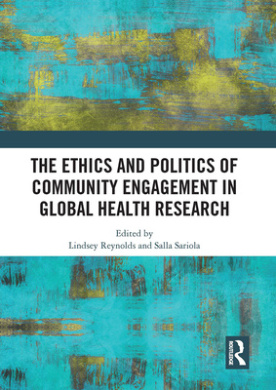 THE ETHICS AND POLITICS OF
COMMUNITY ENGAGEMENT IN
GLOBAL HEALTH RESEARCH
Edited by
Lindsey Reynolds and Salla Sariola
ROUTLEDGE